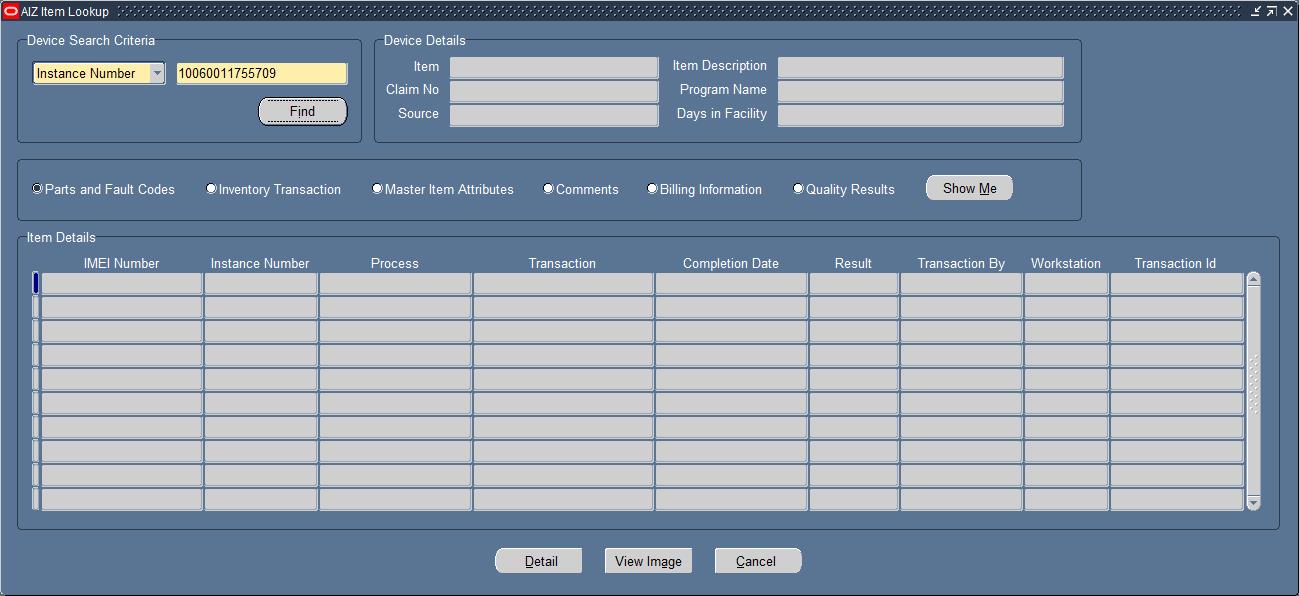 AIZ Item Lookup
Device Search Criteria
Instance Number
10060011755709
Find
Device Details
Item
Item Description
Claim No
Program Name
Source
Days in Facility
Parts and Fault Codes
Inventory Transaction
Master Item Attributes
Comments
Billing Information
Quality Results
Show Me
Item Details
IMEI Number
Instance Number
Process
Transaction
Completion Date
Result
Transaction By
Workstation
Transaction Id
Detail
View Image
Cancel